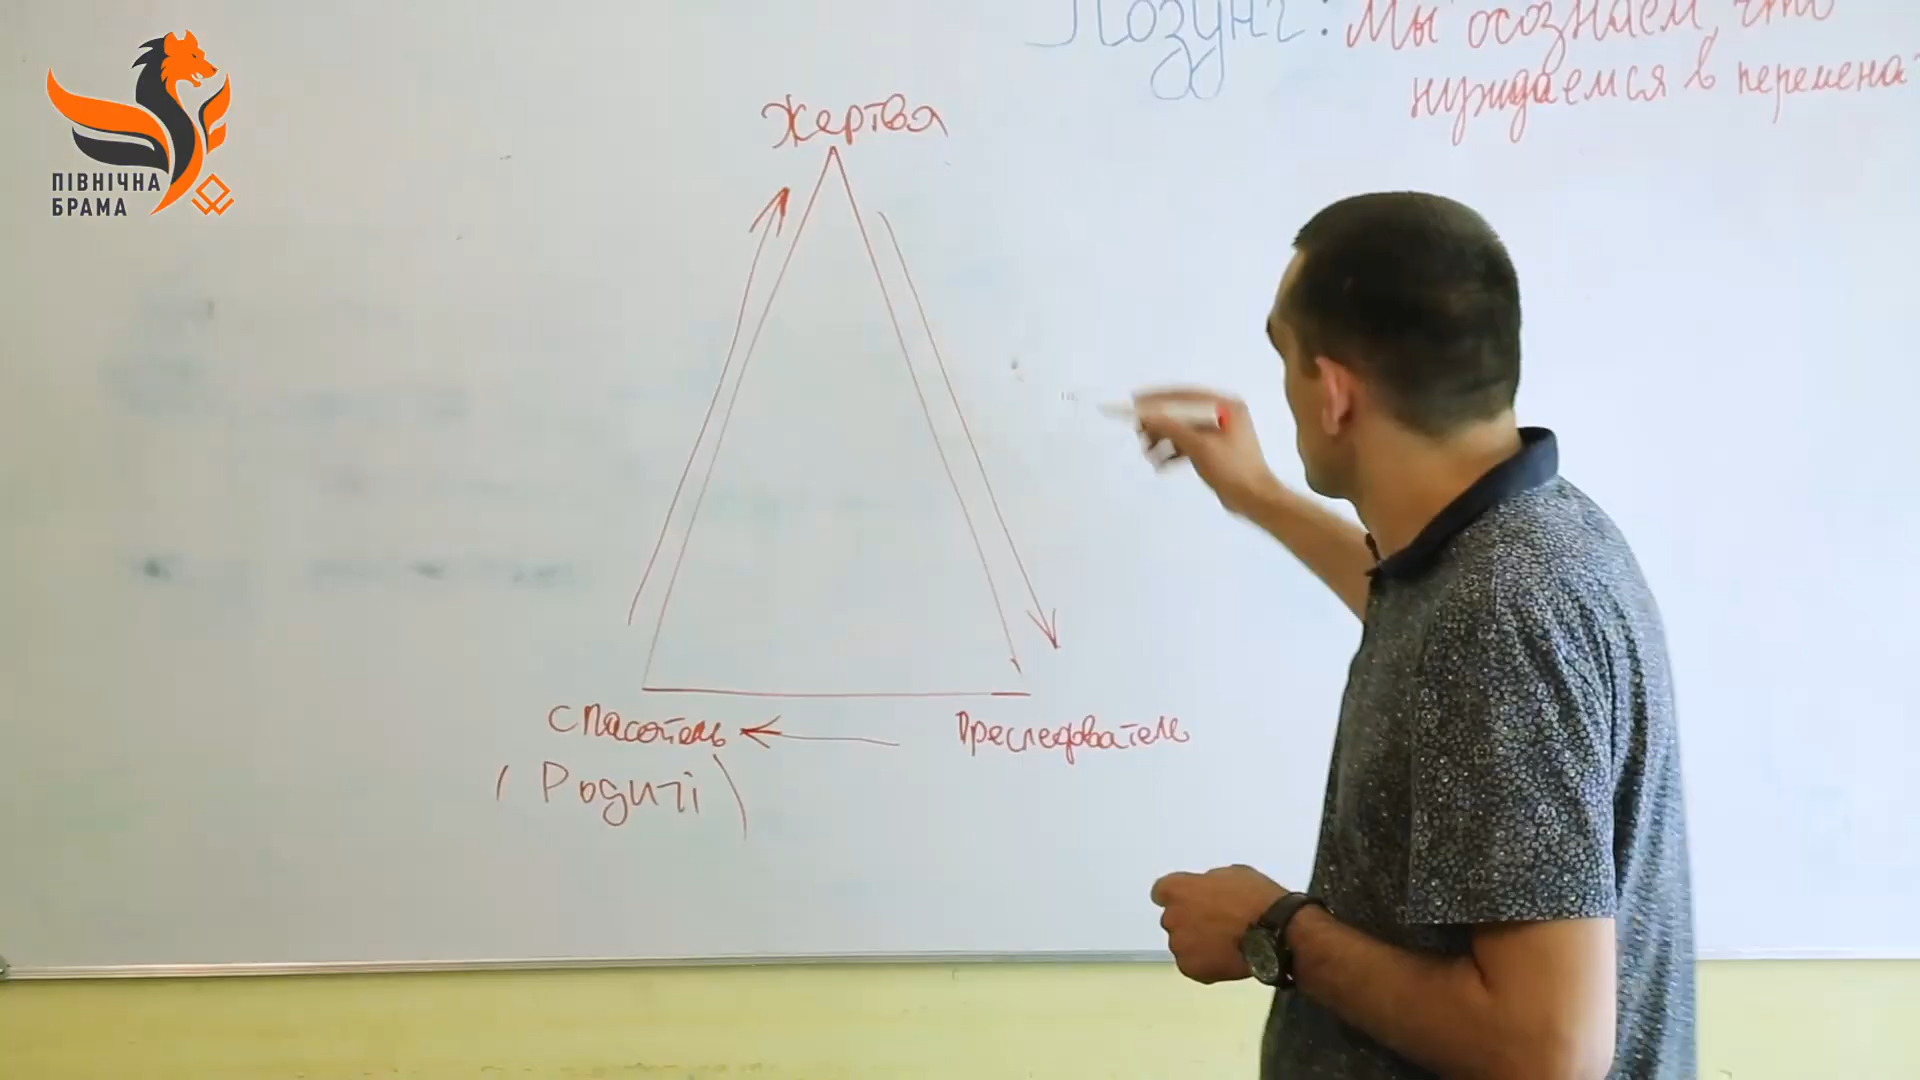 ПІВНІЧНА
БРАМА
Лозунг: Мы осознаем, что
нуждаемся в перемена
Жертва
Спасатель
Преследователь
(Родичі)